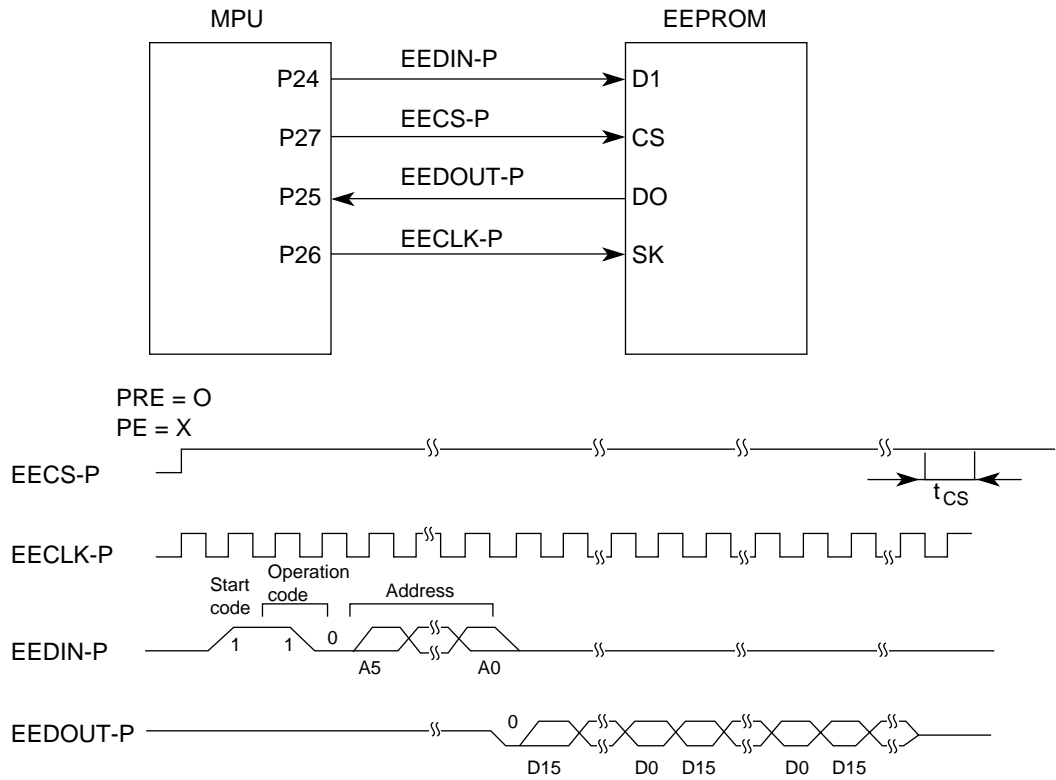 MPU
EEPROM
P24
EEDIN-P
D1
P27
EECS-P
CS
P25
EEDOUT-P
DO
P26
EECLK-P
SK
PRE = O
PE = X
EECS-P
tCS
EECLK-P
Start
code
Operation
code
Address
EEDIN-P
1
1
0
A5
A0
EEDOUT-P
0
D15
D0
D15
D0
D15